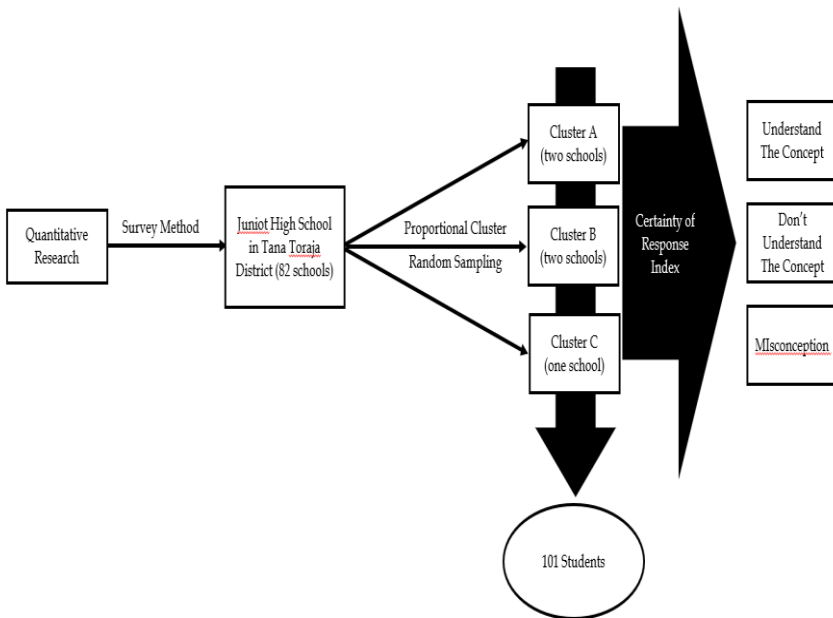 Quantitative
Research
Survey Method
Juniot High School
in Tana Toraja
District (82 schools)
Proportional Cluster
Random Sampling
Cluster A
(two schools)
Cluster B
(two schools)
Cluster C
(one school)
Certainty of
Response
Index
Understand
The Concept
Don't
Understand
The Concept
MIsconception
101 Students